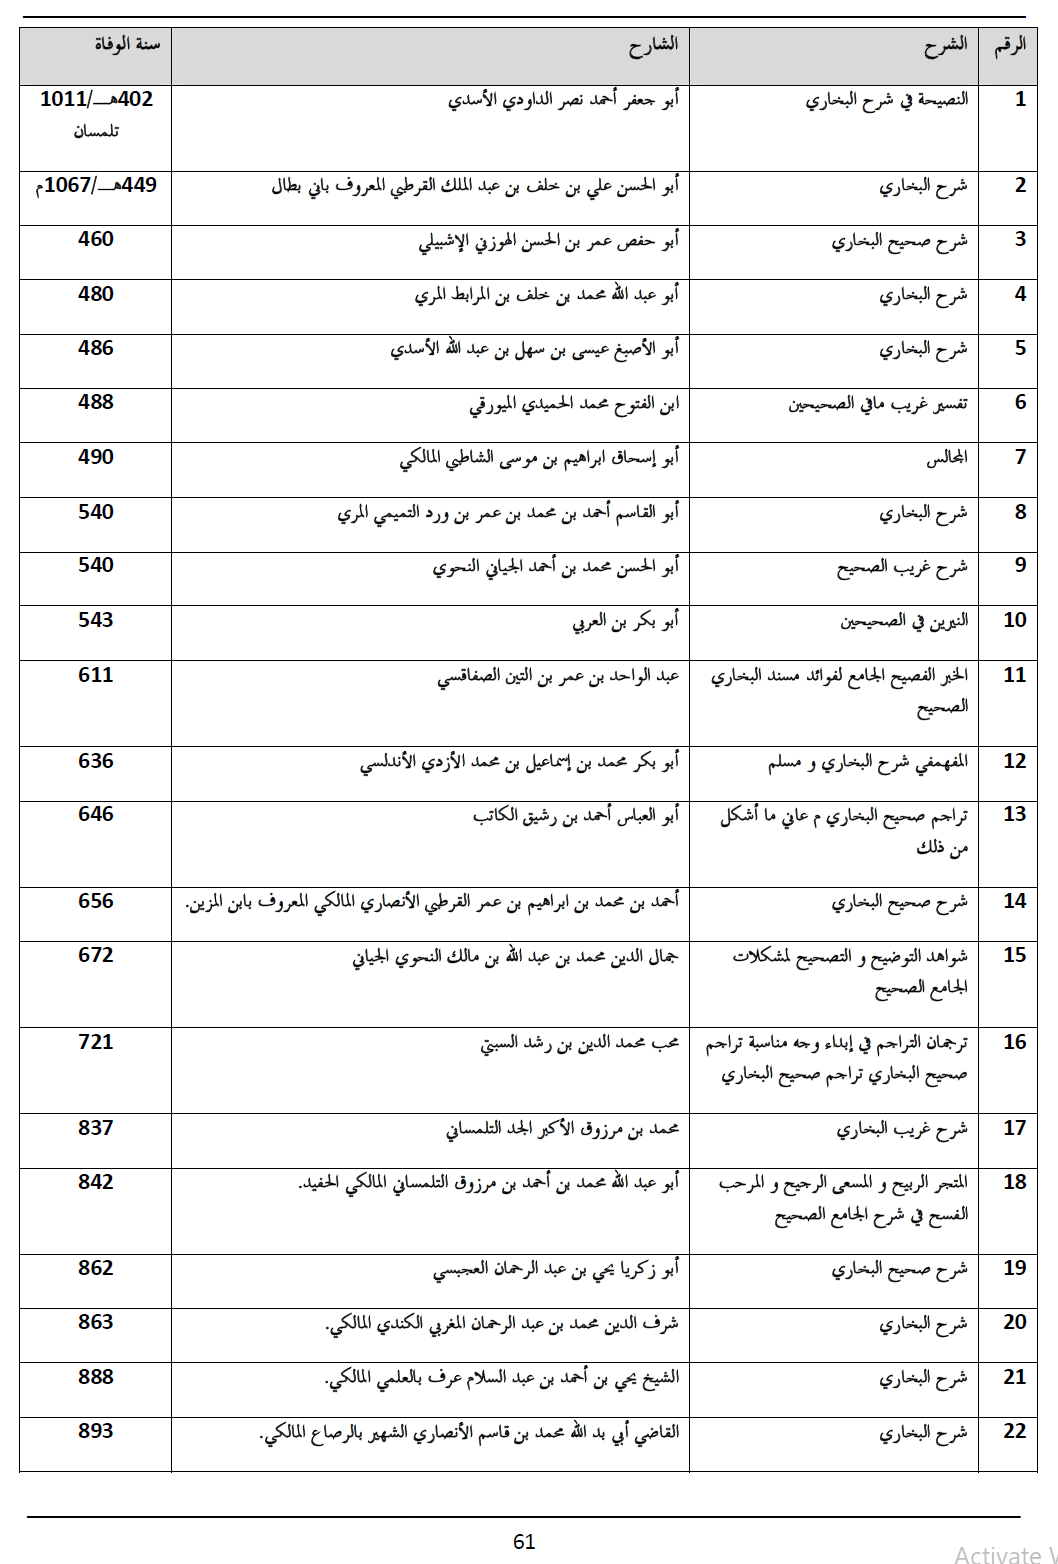 الرقم الشرح الشارح سنة الوفاة
1 النصيحة في شرح البخاري أبو جعفر أحمد نصر الداودي الأسدي 402هـــ/1011
تلمسان
2 شرح البخاري أبو الحسن علي بن خلف بن عبد الملك القرطبي المعروف باني بطال 449هـــ/1067م
3 شرح صحيح البخاري أبو حفص عمر بن الحسن الهوزني الإشبيلي 460
4 شرح البخاري أبو عبد الله محمد بن خلف بن المرابط المري 480
5 شرح البخاري أبو الأصبغ عيسى بن سهل بن عبد الله الأسدي 486
6 تفسير غريب مافي الصحيحين ابن الفتوح محمد الحميدي الميورقي 488
7 المجالس أبو إسحاق ابراهيم بن موسى الشاطبي المالكي 490
8 شرح البخاري أبو القاسم أحمد بن محمد بن عمر بن ورد التميمي المري 540
9 شرح غريب الصحيح أبو الحسن محمد بن أحمد الجياني النحوي 540
10 النيرين في الصحيحين أبو بكر بن العربي 543
11 الخبر الفصيح الجامع لفوائد مسند البخاري عبد الواحد بن عمر بن التين الصفاقسي 611
الصحيح
12 المفهمفي شرح البخاري و مسلم أبو بكر محمد بن إسماعيل بن محمد الأزدي الأندلسي 636
13 تراجم صحيح البخاري م عاني ما أشكل أبو العباس أحمد بن رشيق الكاتب 646
من ذلك
14 شرح صحيح البخاري أحمد بن محمد بن ابراهيم بن عمر القرطبي الأنصاري المالكي المعروف بابن المزين. 656
15 شواهد التوضيح و التصحيح لمشكلات جمال الدين محمد بن عبد الله بن مالك النحوي الجياني 672
الجامع الصحيح
16 ترجمان التراجم في إبداء وجه مناسبة تراجم محب محمد الدين بن رشد السبتي 721
صحيح البخاري تراجم صحيح البخاري
17 شرح غريب البخاري محمد بن مرزوق الأكبر الجد التلمساني 837
18 المتجر الربيح و المسعى الرجيح و المرحب أبو عبد الله محمد بن أحمد بن مرزوق التلمساني المالكي الحفيد. 842
الفسح في شرح الجامع الصحيح
19 شرح صحيح البخاري أبو زكريا يحي بن عبد الرحمان العجبسي 862
20 شرح البخاري شرف الدين محمد بن عبد الرحمان المغربي الكندي المالكي. 863
21 شرح البخاري الشيخ يحي بن أحمد بن عبد السلام عرف بالعلمي المالكي. 888
22 شرح البخاري القاضي أبي بد الله محمد بن قاسم الأنصاري الشهير بالرصاع المالكي. 893
61
Activate